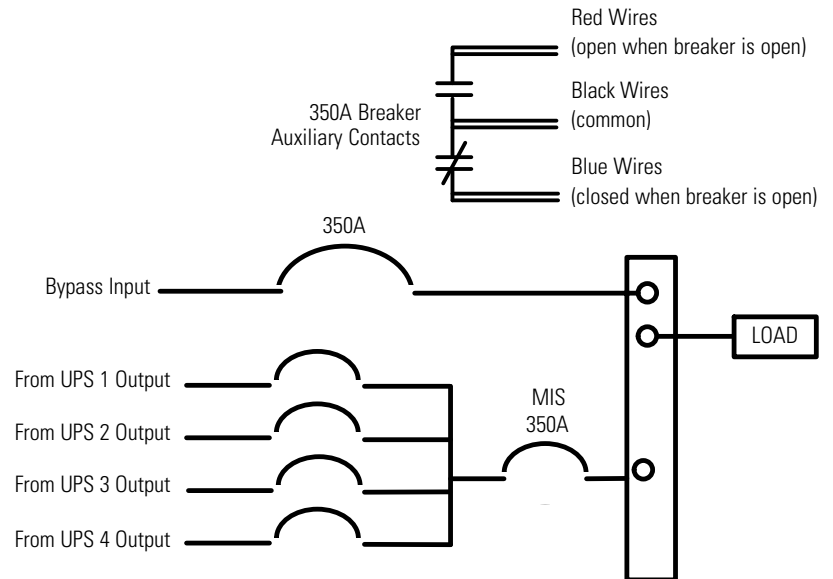 Red Wires
(open when breaker is open)
350A Breaker
Auxiliary Contacts
Black Wires
(common)
Blue Wires
(closed when breaker is open)
350A
Bypass Input
LOAD
From UPS 1 Output
From UPS 2 Output
From UPS 3 Output
From UPS 4 Output
MIS
350A